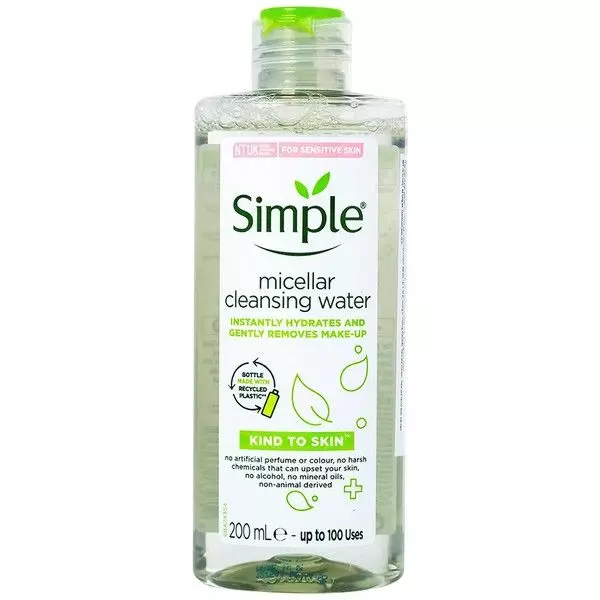 NTUK
FOR SENSITIVE SKIN
Simple®
micellar
cleansing water
INSTANTLY HYDRATES AND
GENTLY REMOVES MAKE-UP
BOTTLE
MADE WITH
RECYCLED
PLASTIC**
KIND TO SKIN™
no artificial perfume or colour, no harsh
chemicals that can upset your skin,
no alcohol, no mineral oils,
non-animal derived
200 mL e - up to 100 Uses